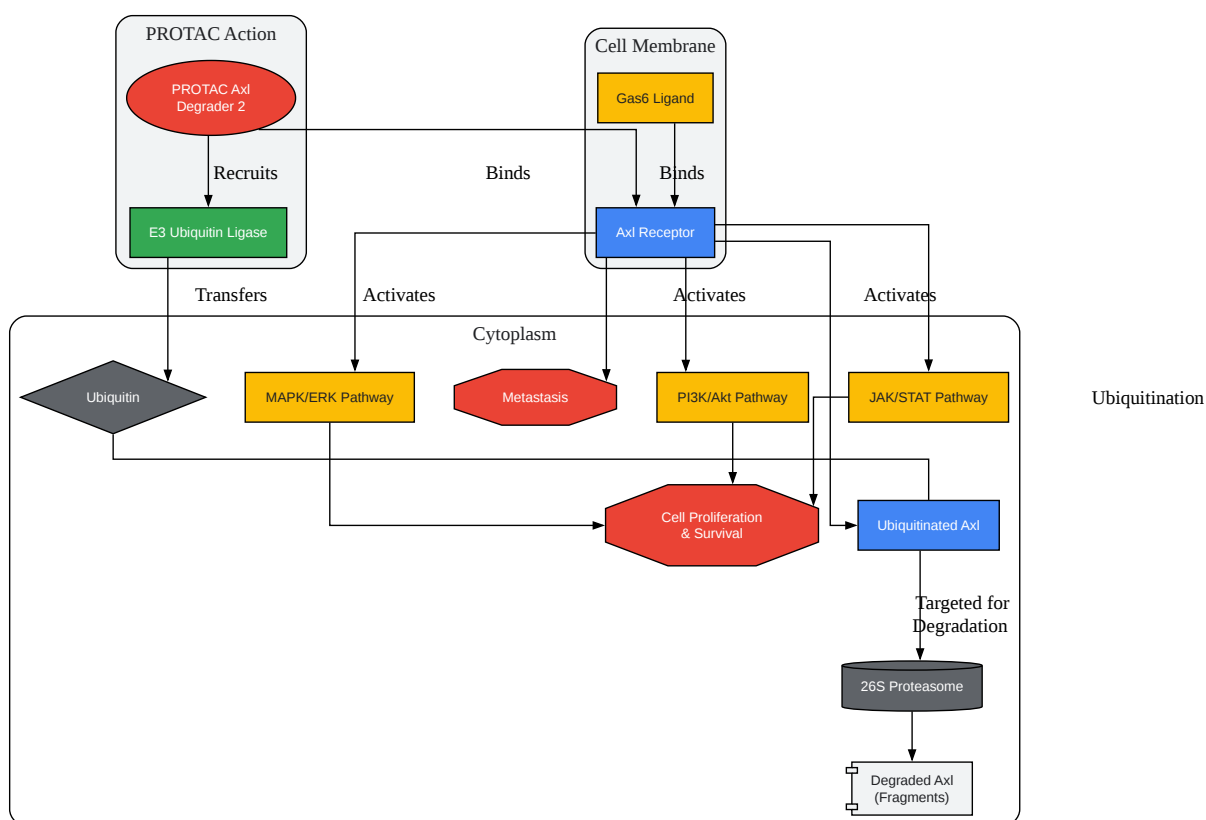 PROTAC Action
Cell Membrane
PROTAC Axl
Degrader 2
Gas6 Ligand
Recruits
Binds
Binds
E3 Ubiquitin Ligase
Axl Receptor
Transfers
Activates
Activates
Activates
Cytoplasm
Ubiquitin
MAPK/ERK Pathway
Metastasis
PI3K/Akt Pathway
JAK/STAT Pathway
Ubiquitination
Cell Proliferation
& Survival
Ubiquitinated Axl
Targeted for
Degradation
26S Proteasome
Degraded Axl
(Fragments)